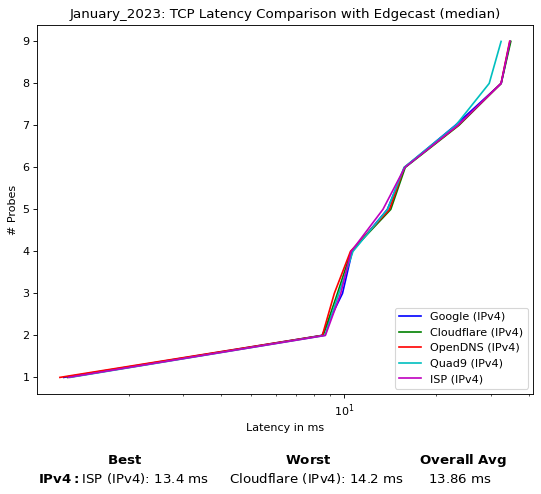 January_2023: TCP Latency Comparison with Edgecast (median)
# Probes
9
8
7
6
5
4
3
2
1
Google (IPv4)
Cloudflare (IPv4)
OpenDNS (IPv4)
Quad9 (IPv4)
ISP (IPv4)
10¹
Latency in ms
Best Worst Overall Avg
IPv4: ISP (IPv4): 13.4 ms Cloudflare (IPv4): 14.2 ms 13.86 ms